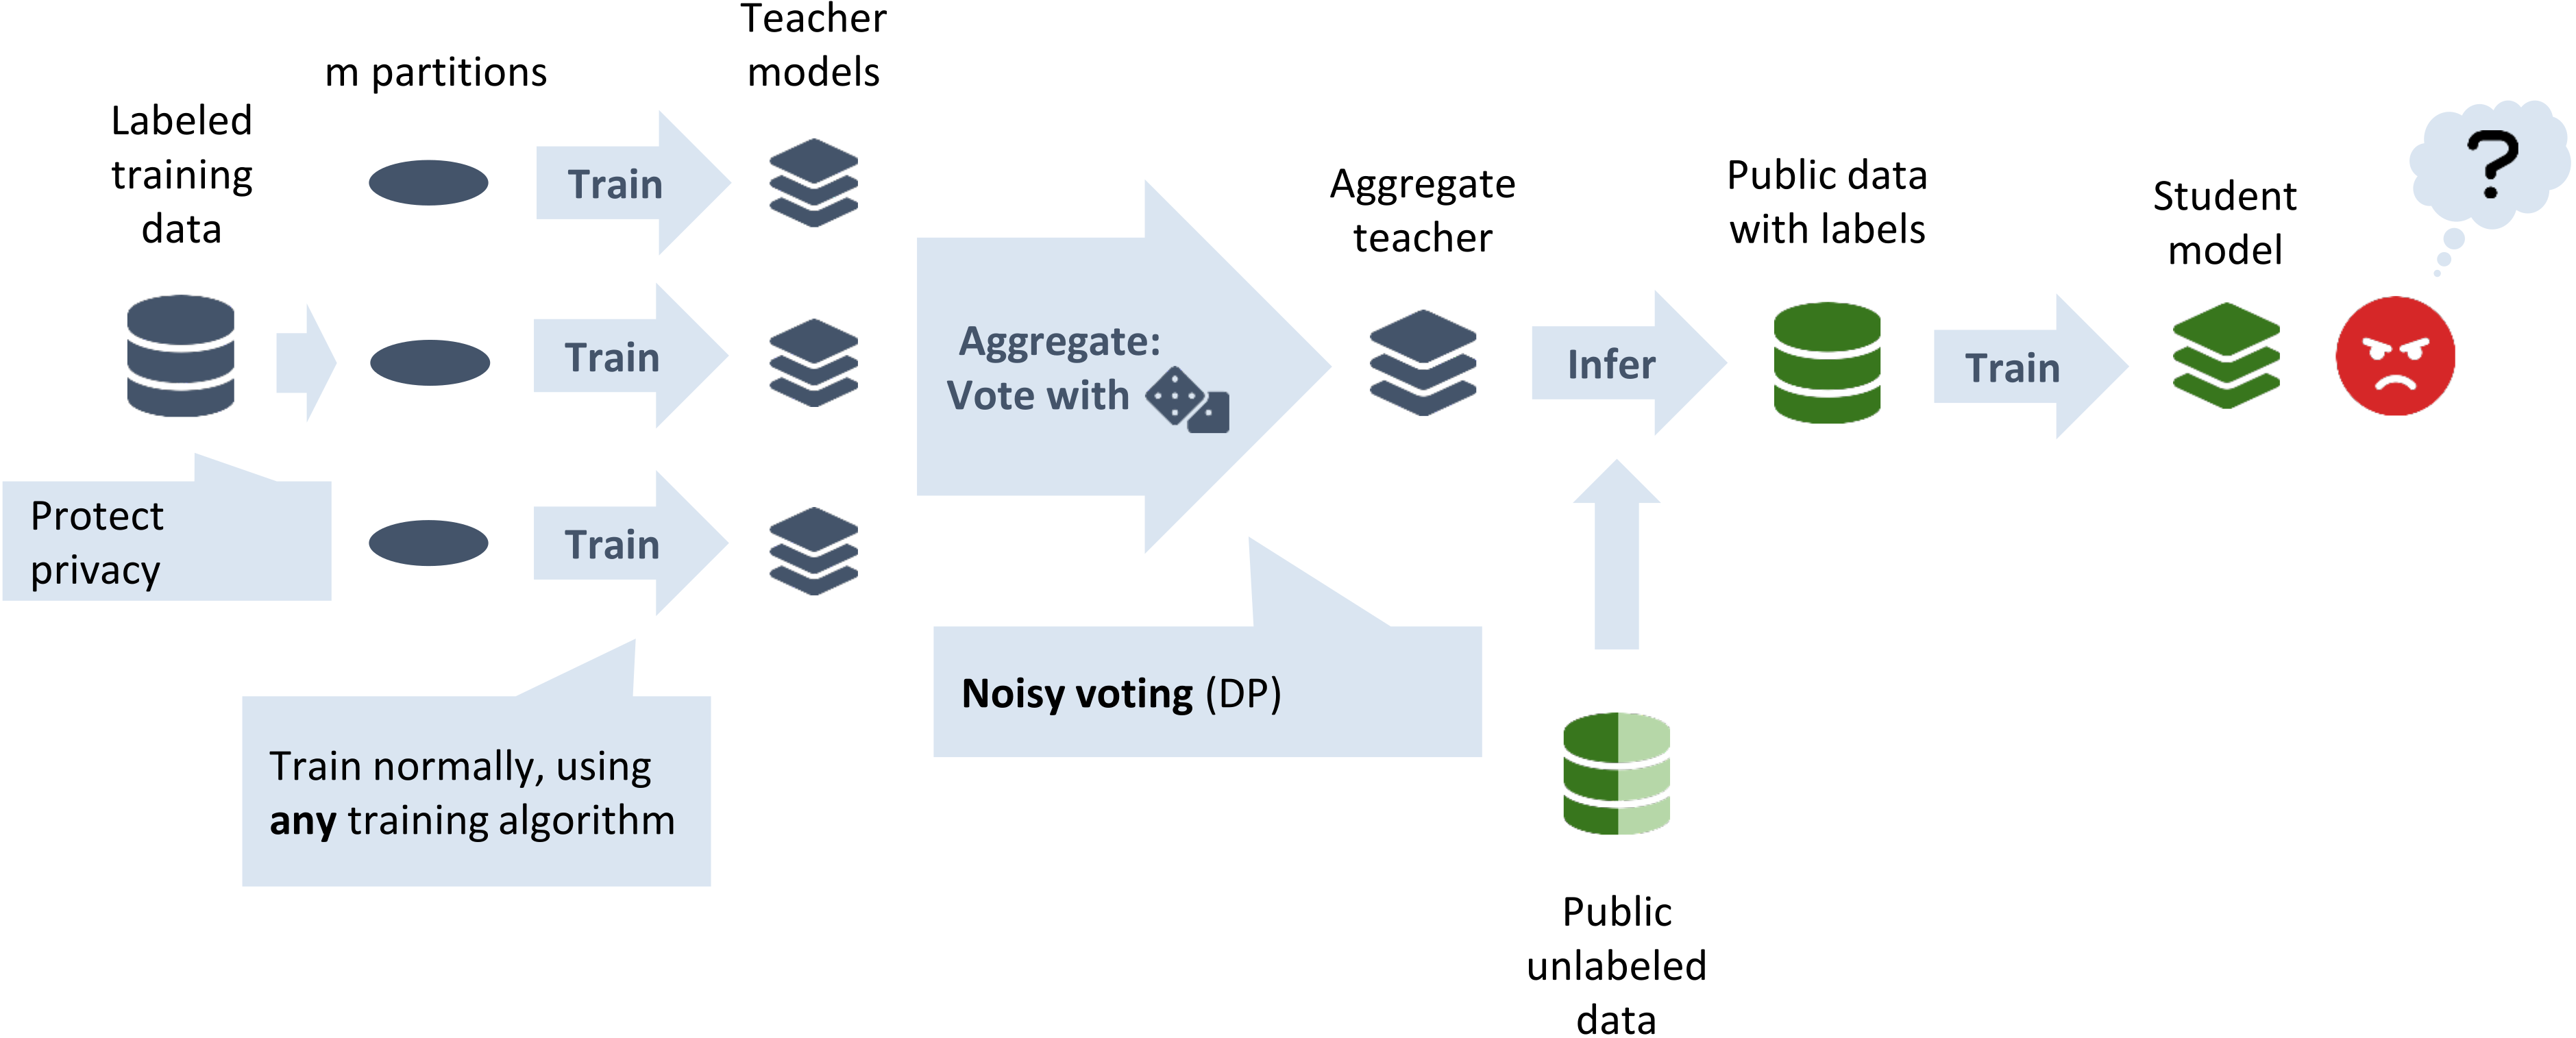 Labeled
training
data
Protect
privacy
m partitions
Train
Train
Train
Train normally, using
any training algorithm
Teacher
models
Aggregate:
Vote with
Noisy voting (DP)
Aggregate
teacher
Infer
Public
unlabeled
data
Public data
with labels
Train
Student
model
?